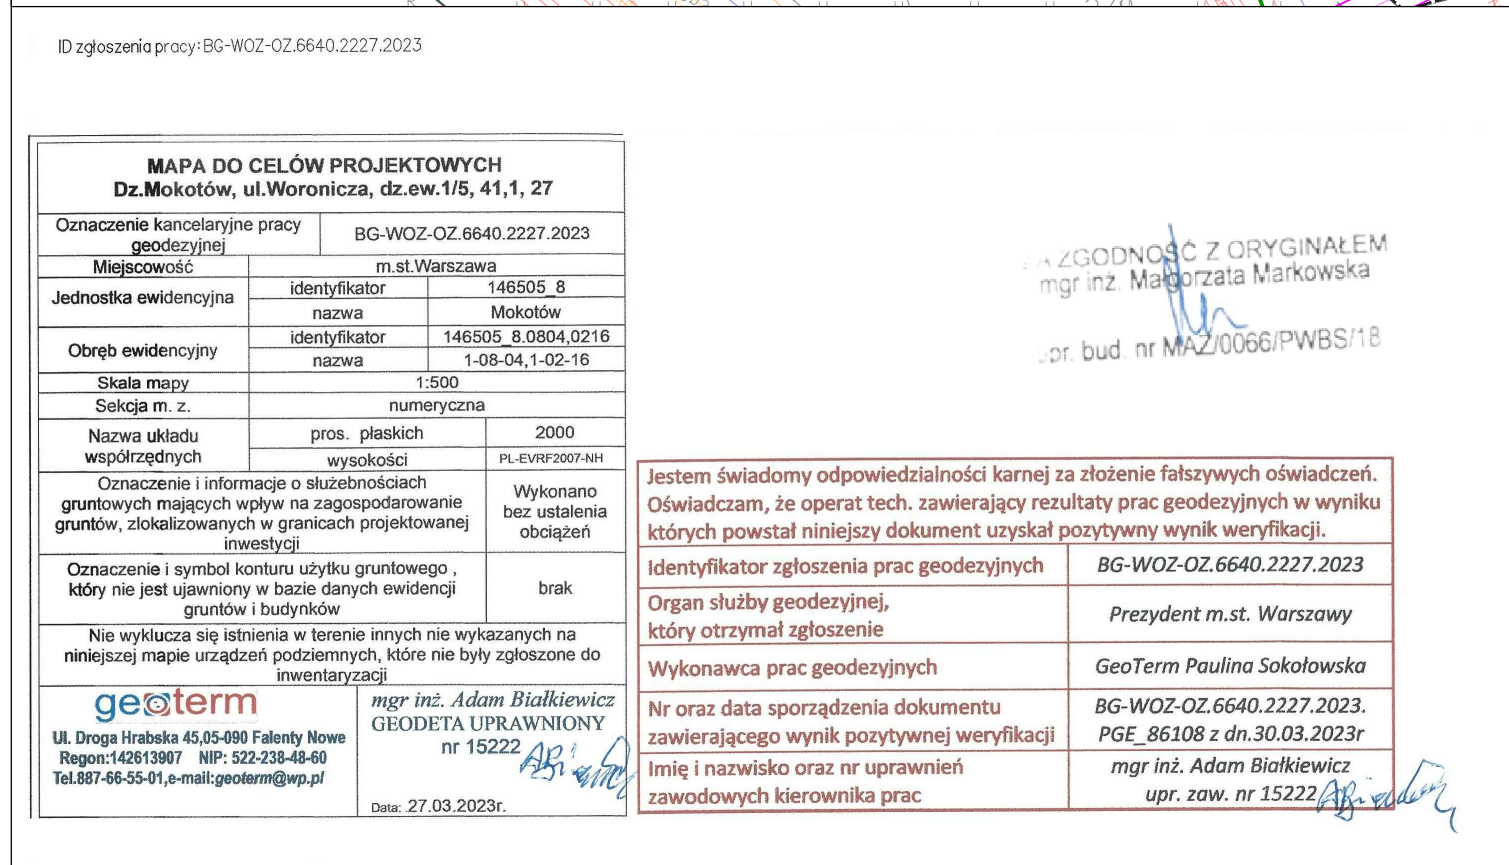 ID zgłoszenia pracy: BG-WOZ-OZ.6640.2227.2023
MAPA DO CELÓW PROJEKTOWYCH
Dz.Mokotów, ul.Woronicza, dz.ew.1/5, 41,1, 27
Oznaczenie kancelaryjne pracy
geodezyjnej
BG-WOZ-OZ.6640.2227.2023
Miejscowość
m.st.Warszawa
Jednostka ewidencyjna
identyfikator
146505_8
nazwa
Mokotów
Obręb ewidencyjny
identyfikator
146505_8.0804,0216
nazwa
1-08-04,1-02-16
Skala mapy
1:500
Sekcja m. z.
numeryczna
Nazwa układu
współrzędnych
pros. płaskich
2000
wysokości
PL-EVRF2007-NH
Oznaczenie i informacje o służebnościach
gruntowych mających wpływ na zagospodarowanie
gruntów, zlokalizowanych w granicach projektowanej
inwestycji
Wykonano
bez ustalenia
obciążeń
Oznaczenie i symbol konturu użytku gruntowego ,
który nie jest ujawniony w bazie danych ewidencji
gruntów i budynków
brak
Nie wyklucza się istnienia w terenie innych nie wykazanych na
niniejszej mapie urządzeń podziemnych, które nie były zgłoszone do
inwentaryzacji
geoterm
Ul. Droga Hrabska 45,05-090 Falenty Nowe
Regon:142613907 NIP: 522-238-48-60
Tel.887-66-55-01,e-mail:geoterm@wp.pl
mgr inż. Adam Białkiewicz
GEODETA UPRAWNIONY
nr 15222
Data: .27.03.2023r.
ZGODNOŚĆ Z ORYGINAŁEM
mgr inż. Małgorzata Markowska
upr. bud. nr MAZ/0066/PWBS/18
Jestem świadomy odpowiedzialności karnej za złożenie fałszywych oświadczeń.
Oświadczam, że operat tech. zawierający rezultaty prac geodezyjnych w wyniku
których powstał niniejszy dokument uzyskał pozytywny wynik weryfikacji.
Identyfikator zgłoszenia prac geodezyjnych
BG-WOZ-OZ.6640.2227.2023
Organ służby geodezyjnej,
który otrzymał zgłoszenie
Prezydent m.st. Warszawy
Wykonawca prac geodezyjnych
GeoTerm Paulina Sokołowska
Nr oraz data sporządzenia dokumentu
zawierającego wynik pozytywnej weryfikacji
BG-WOZ-OZ.6640.2227.2023.
PGE_86108 z dn.30.03.2023r
Imię i nazwisko oraz nr uprawnień
zawodowych kierownika prac
mgr inż. Adam Białkiewicz
upr. zaw. nr 15222